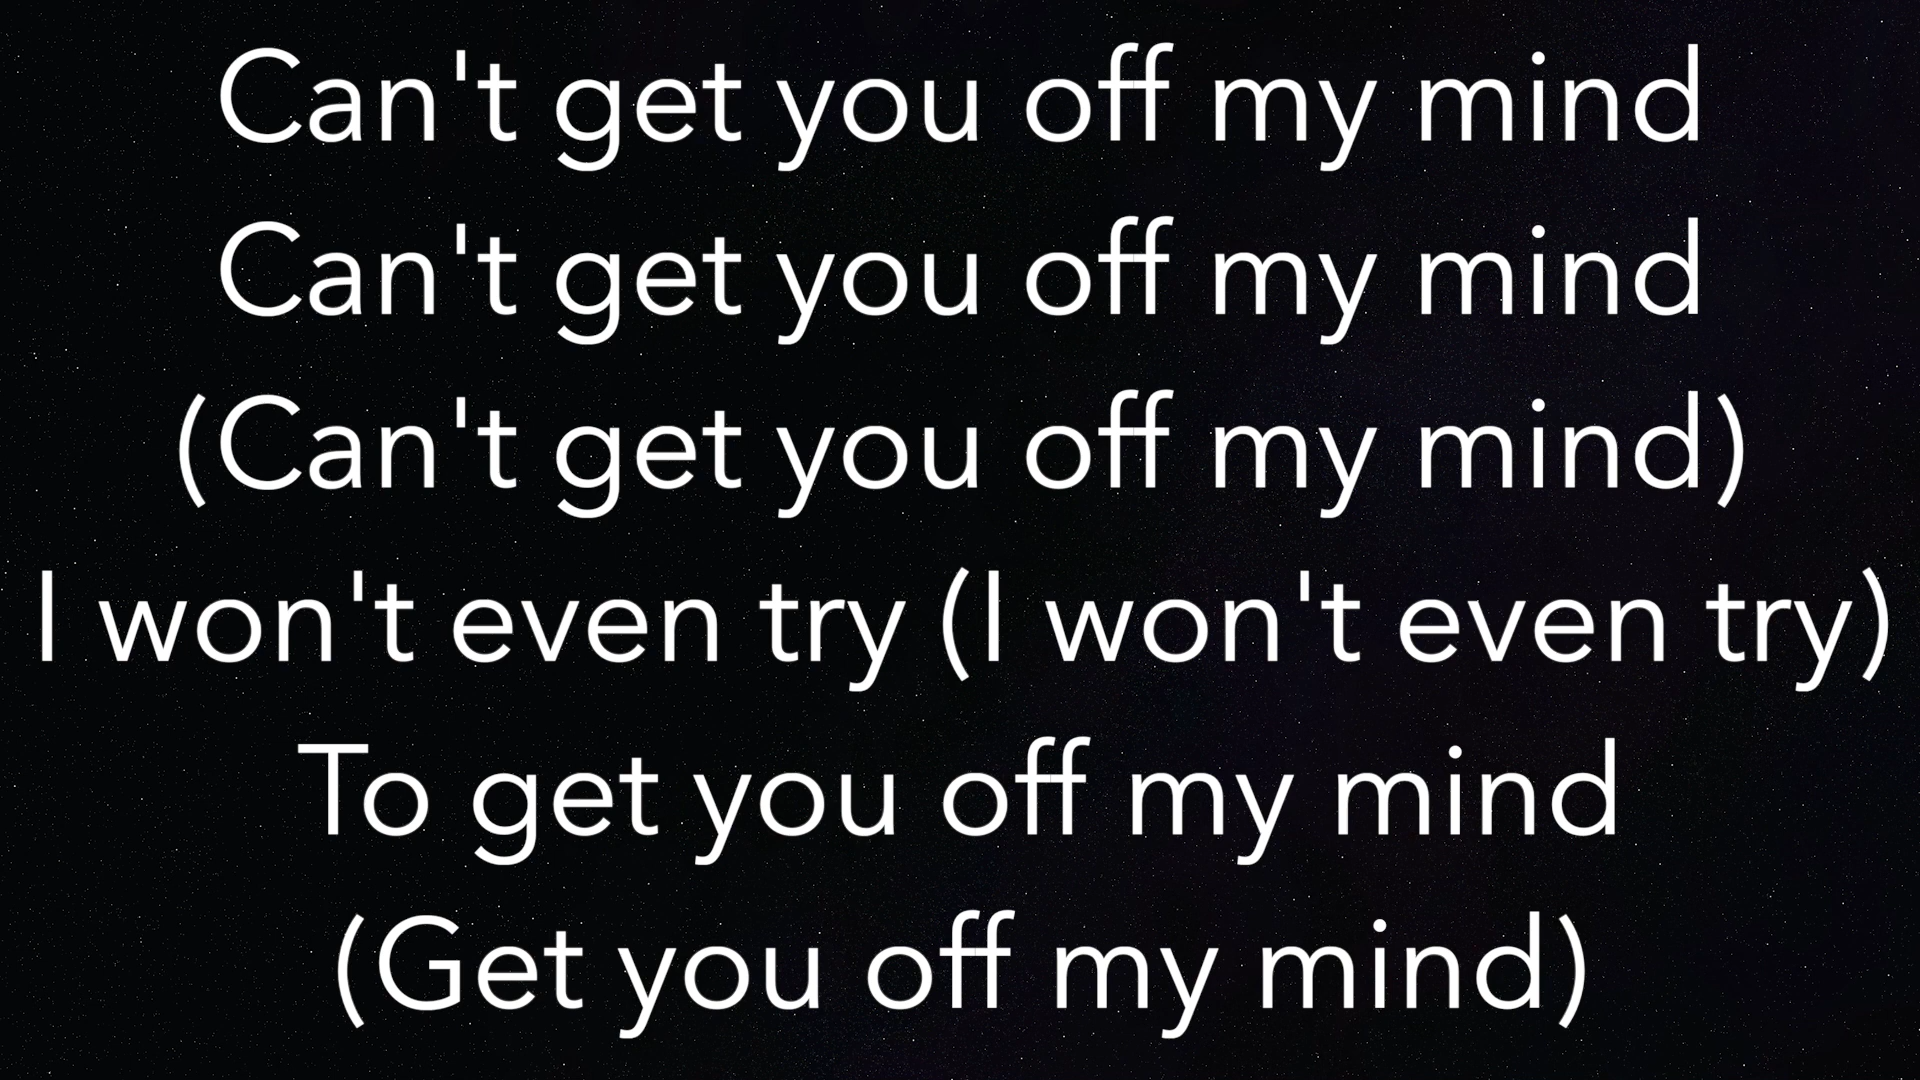 Can't get you off my mind
Can't get you off my mind
(Can't get you off my mind)
I won't even try (I won't even try)
To get you off my mind
(Get you off my mind)